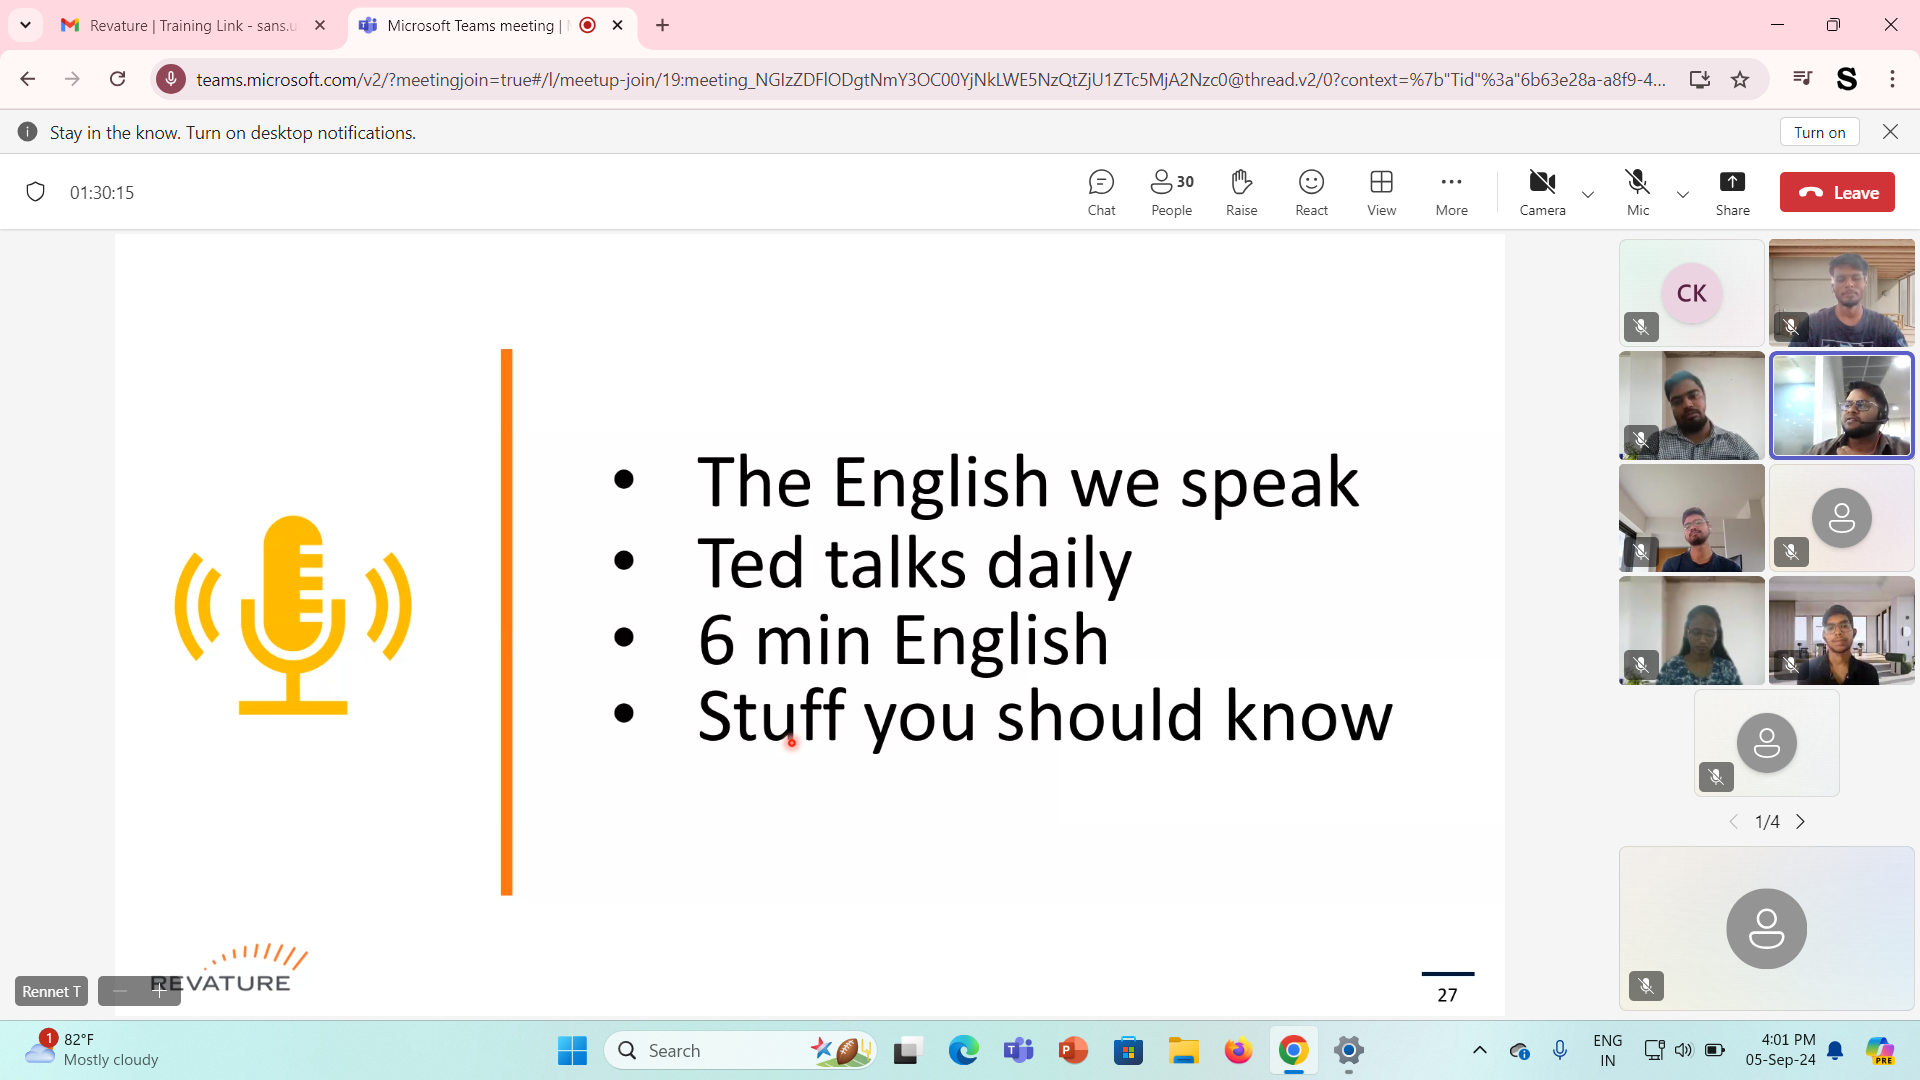 Revature | Training Link - sans.u
Microsoft Teams meeting |
teams.microsoft.com/v2/?meetingjoin=true#/l/meetup-join/19:meeting_NGIzZDFlODgtNmY3OC00YjNkLWE5NzQtZjU1ZTc5MjA2Nzc0@thread.v2/0?context=%7b"Tid"%3a"6b63e28a-a8f9-4...
S
Stay in the know. Turn on desktop notifications.
Turn on
01:30:15
30
Chat
People
Raise
React
View
More
Camera
Mic
Share
Leave
CK
• The English we speak
• Ted talks daily
• 6 min English
• Stuff you should know
1/4
REVATURE
Rennet T
27
1
82°F
Mostly cloudy
Search
ENG
IN
4:01 PM
05-Sep-24
PRE